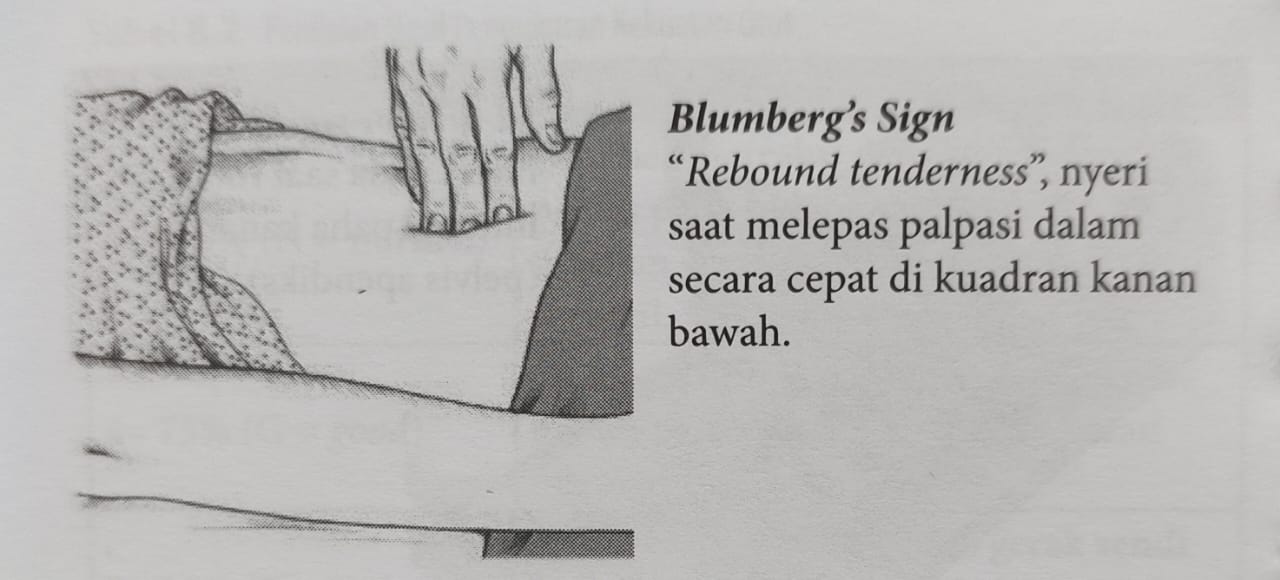 Blumberg's Sign
“Rebound tenderness”, nyeri
saat melepas palpasi dalam
secara cepat di kuadran kanan
bawah.